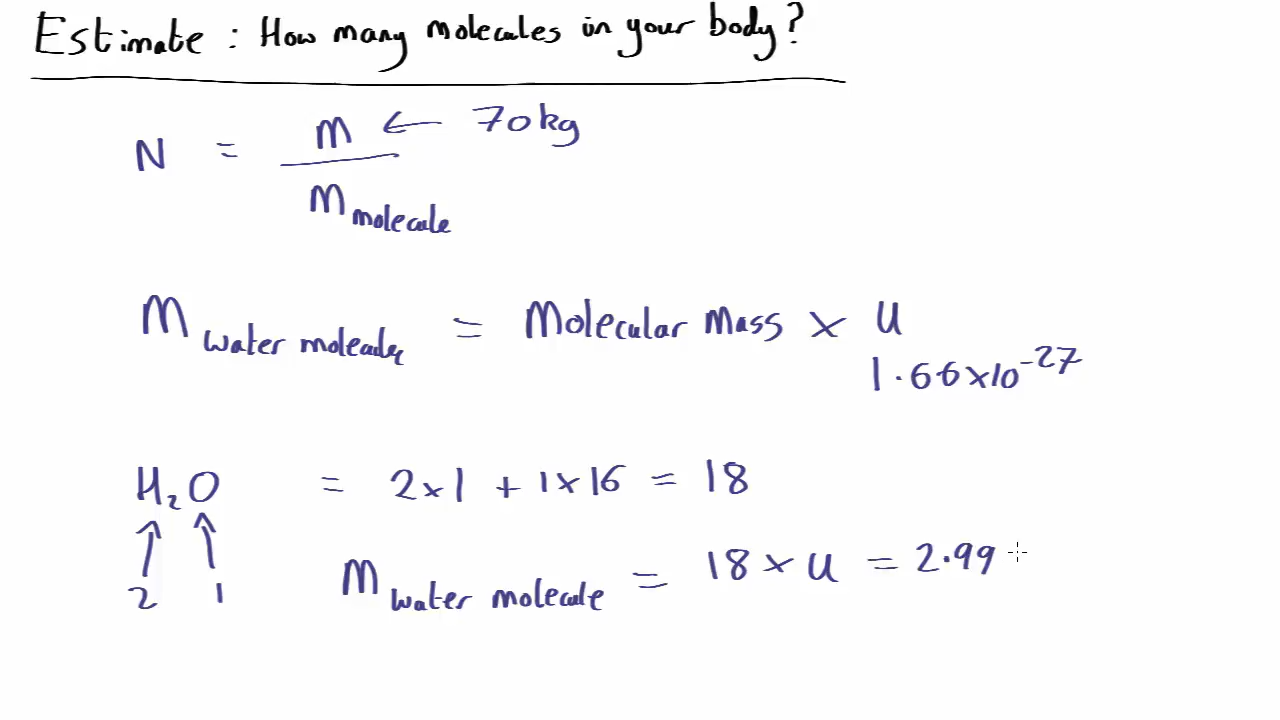 Estimate : How many molecules in your body?
N = m ← 70kg
m molecule
M water molecule = Molecular Mass × u
1.66×10⁻²⁷
H₂O = 2×1 + 1×16 = 18
2 1
M water molecule = 18 × u = 2.99